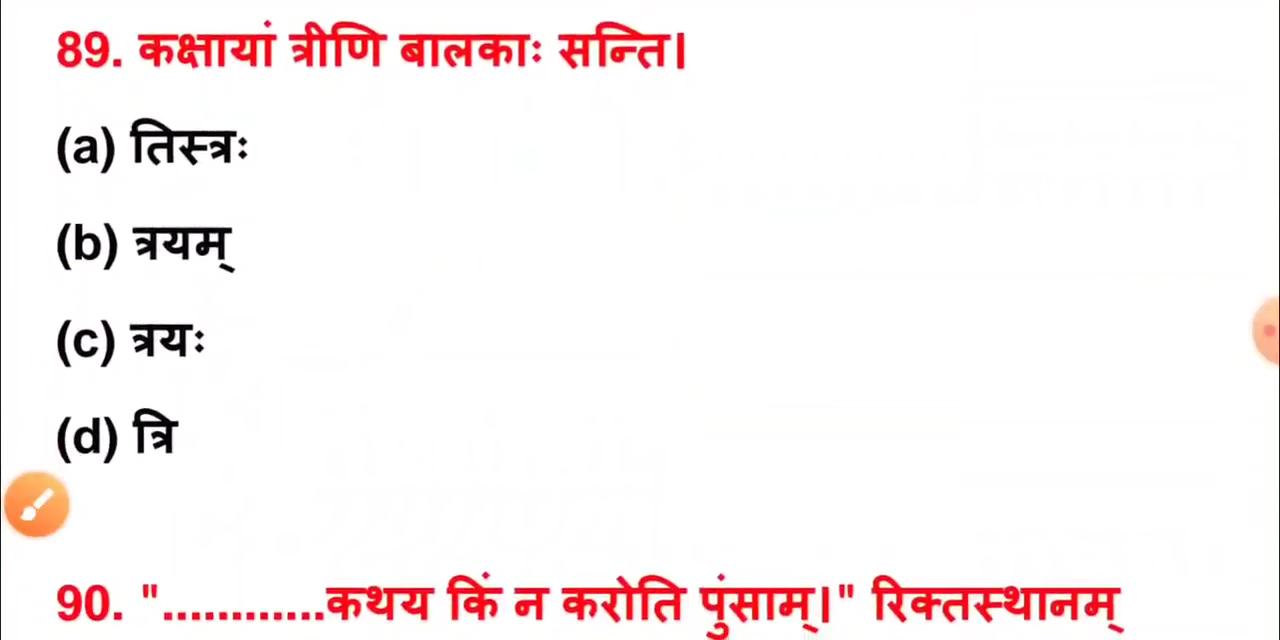 89. कक्षायां त्रीणि बालकाः सन्ति।
(a) तिस्त्रः
(b) त्रयम्
(c) त्रयः
(d) त्रि
90. "............कथय किं न करोति पुंसाम्।" रिक्तस्थानम्